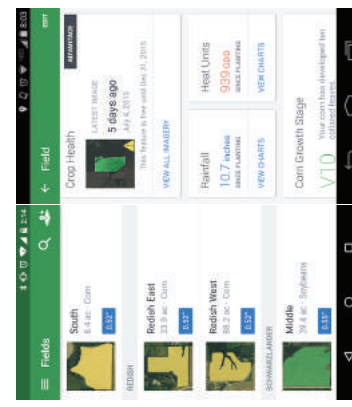 8:03
← Field
EDIT
Crop Health
ADVANTAGE
LATEST IMAGE
5 days ago
July 4, 2015
This feature is free until Dec 31, 2015
VIEW ALL IMAGERY
Rainfall
10.7 inches
SINCE PLANTING
VIEW CHARTS
Heat Units
939 GDD
SINCE PLANTING
VIEW CHARTS
Corn Growth Stage
V10
Your corn has developed ten
collared leaves
2:14
Fields
South
6.4 ac · Corn
0.52"
REDISH
Redish East
33.9 ac · Corn
0.52"
Redish West
88.2 ac · Corn
0.52"
SCHWARZLANDER
Middle
39.4 ac · Soybeans
0.53"